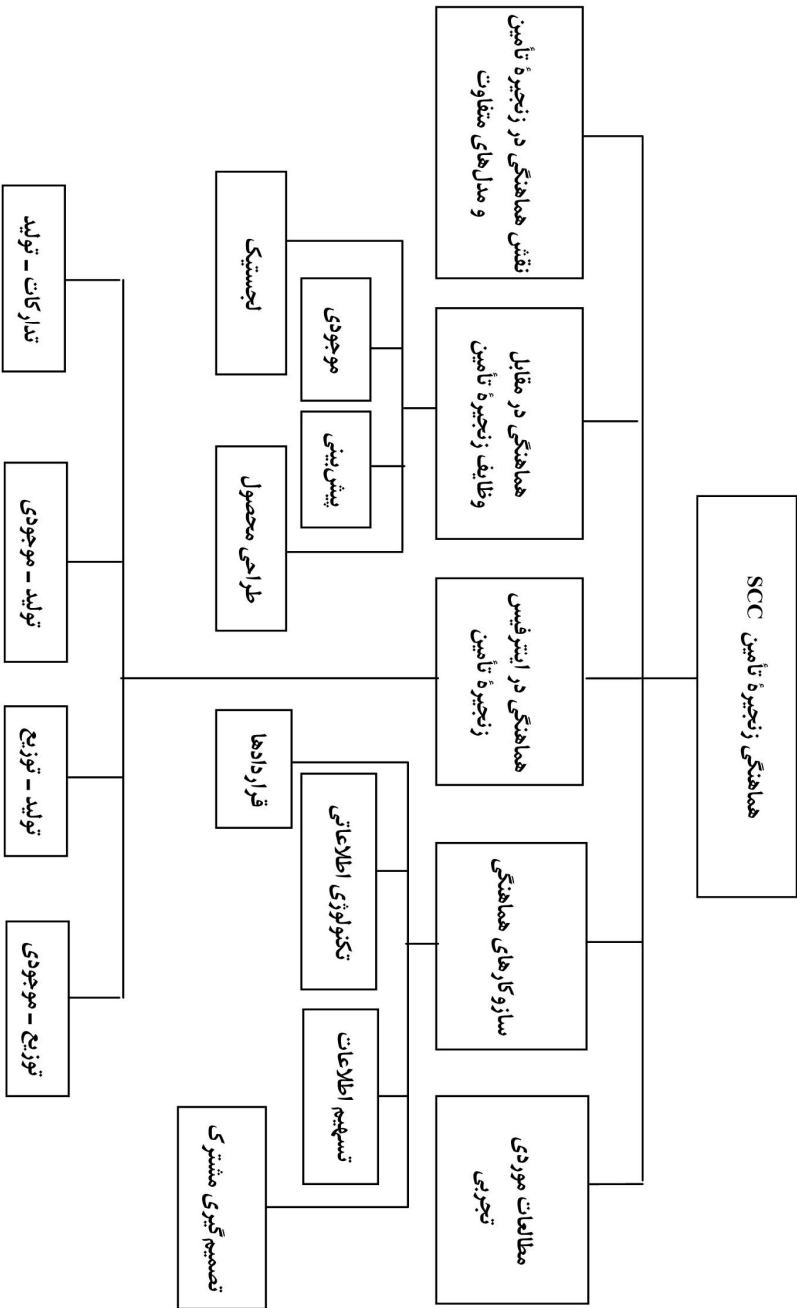 هماهنگی زنجیرهٔ تأمین SCC
نقش هماهنگی در زنجیرهٔ تأمین
و مدل‌های متفاوت
هماهنگی در مقابل
وظایف زنجیرهٔ تأمین
هماهنگی در اینترفیس
زنجیرهٔ تأمین
سازوکارهای هماهنگی
مطالعات موردی
تجربی
لجستیک
موجودی
پیش‌بینی
طراحی محصول
قراردادها
تکنولوژی اطلاعاتی
تسهیم اطلاعات
تصمیم گیری مشترک
تدارکات - تولید
تولید - موجودی
تولید - توزیع
توزیع - موجودی